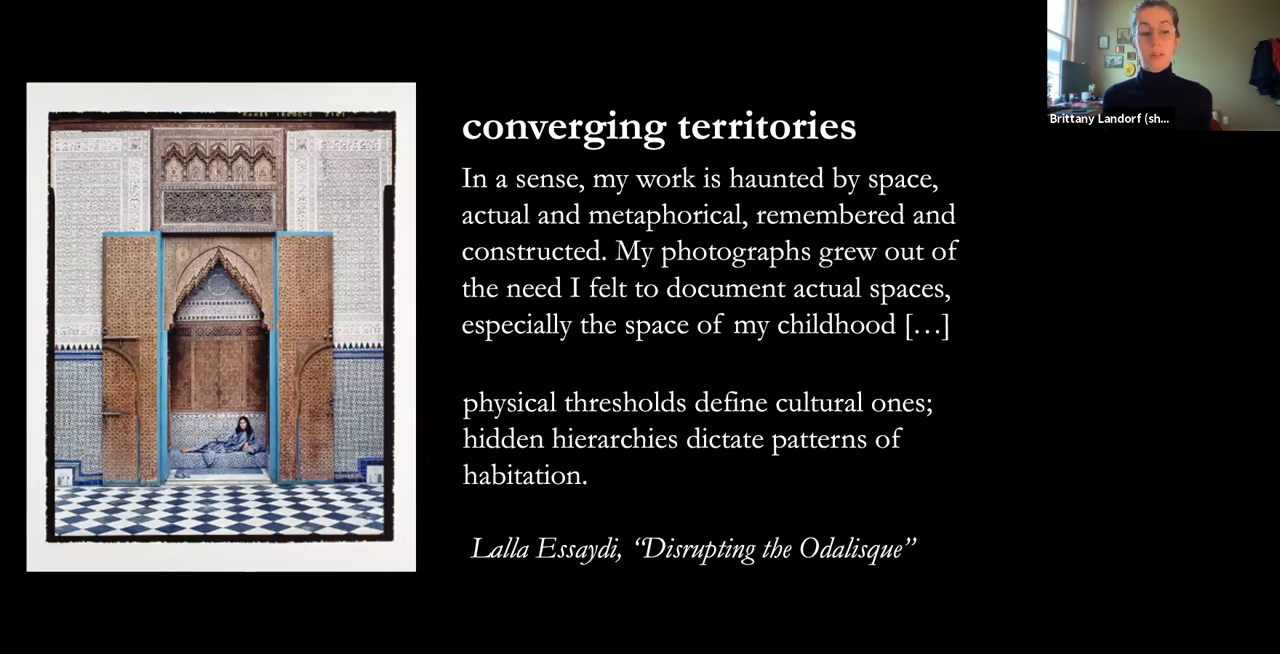 converging territories
In a sense, my work is haunted by space,
actual and metaphorical, remembered and
constructed. My photographs grew out of
the need I felt to document actual spaces,
especially the space of my childhood […]
physical thresholds define cultural ones;
hidden hierarchies dictate patterns of
habitation.
Lalla Essaydi, “Disrupting the Odalisque”
Brittany Landorf (sh...